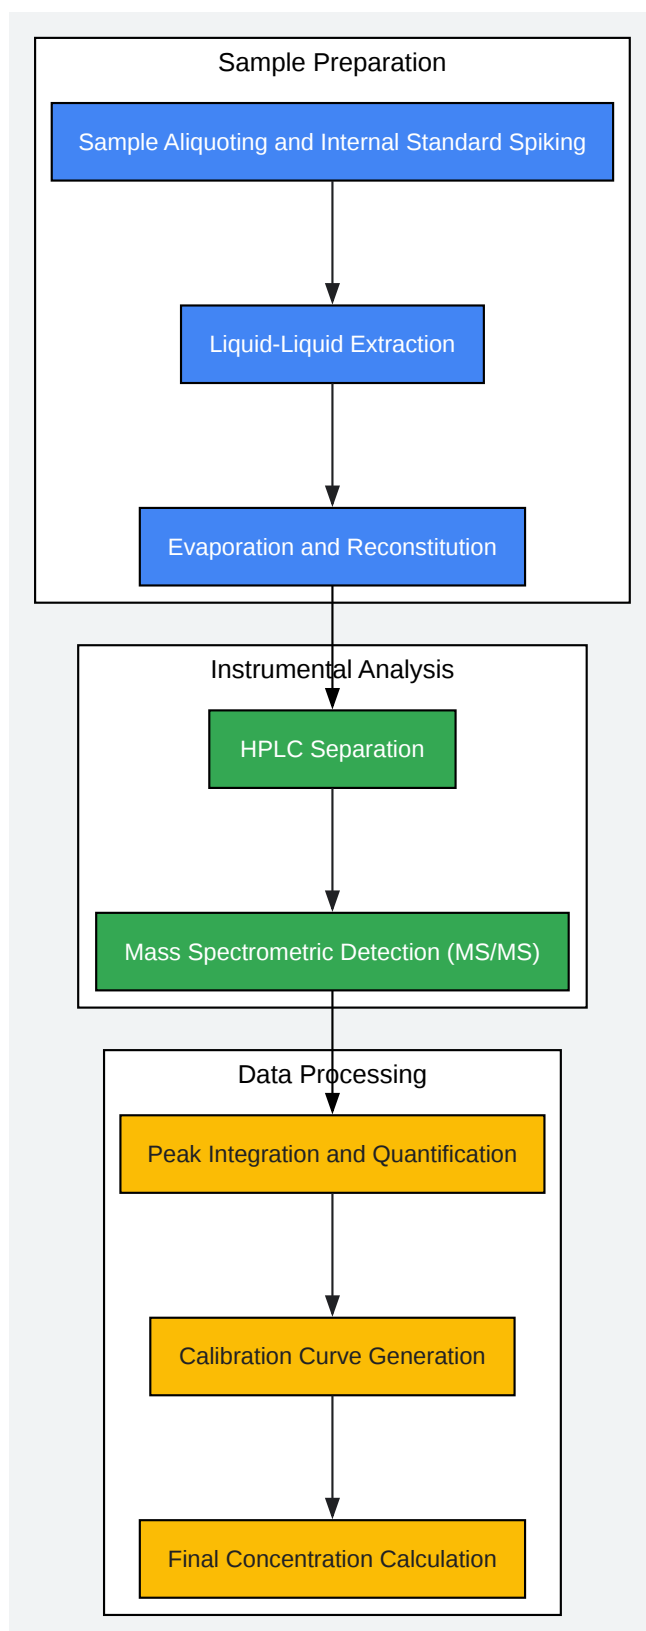 Sample Preparation
Sample Aliquoting and Internal Standard Spiking
Liquid-Liquid Extraction
Evaporation and Reconstitution
Instrumental Analysis
HPLC Separation
Mass Spectrometric Detection (MS/MS)
Data Processing
Peak Integration and Quantification
Calibration Curve Generation
Final Concentration Calculation